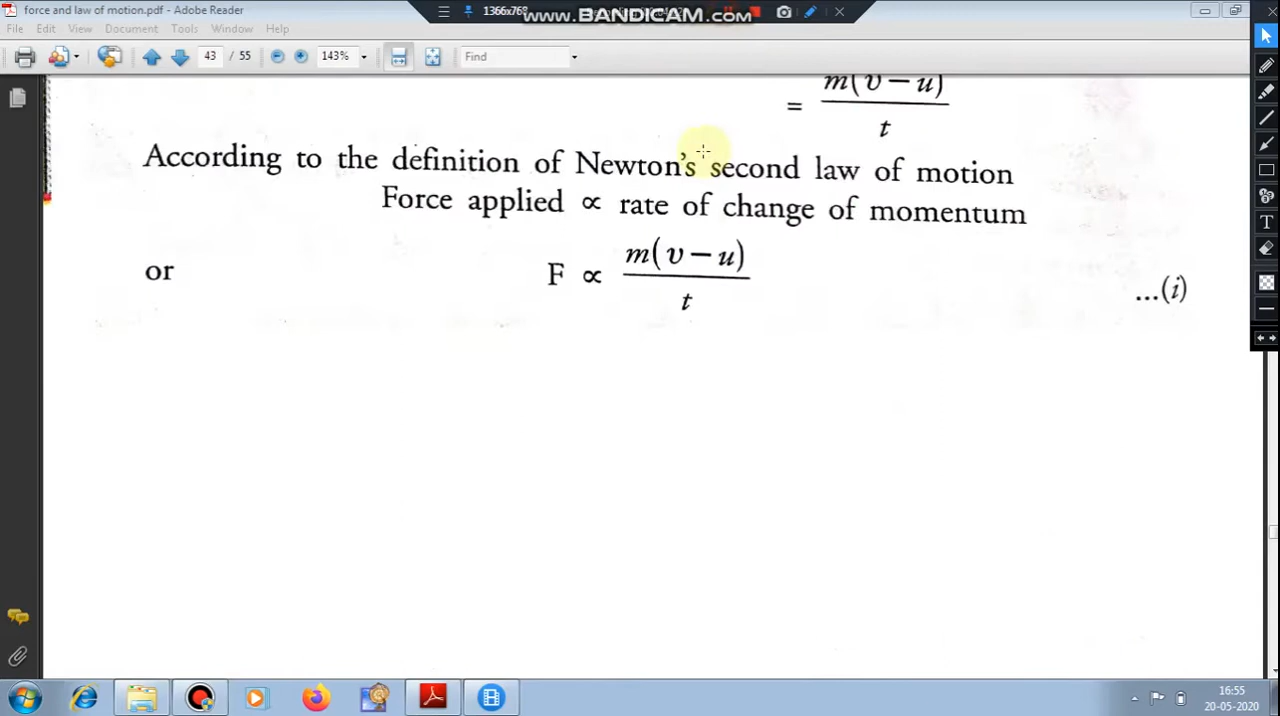 force and law of motion.pdf - Adobe Reader
1366x768
www.BANDICAM.com
File Edit View Document Tools Window Help
43 / 55 143% Find
= m(v − u) / t
According to the definition of Newton's second law of motion
Force applied ∝ rate of change of momentum
or F ∝ m(v − u) / t ...(i)
T
16:55
20-05-2020